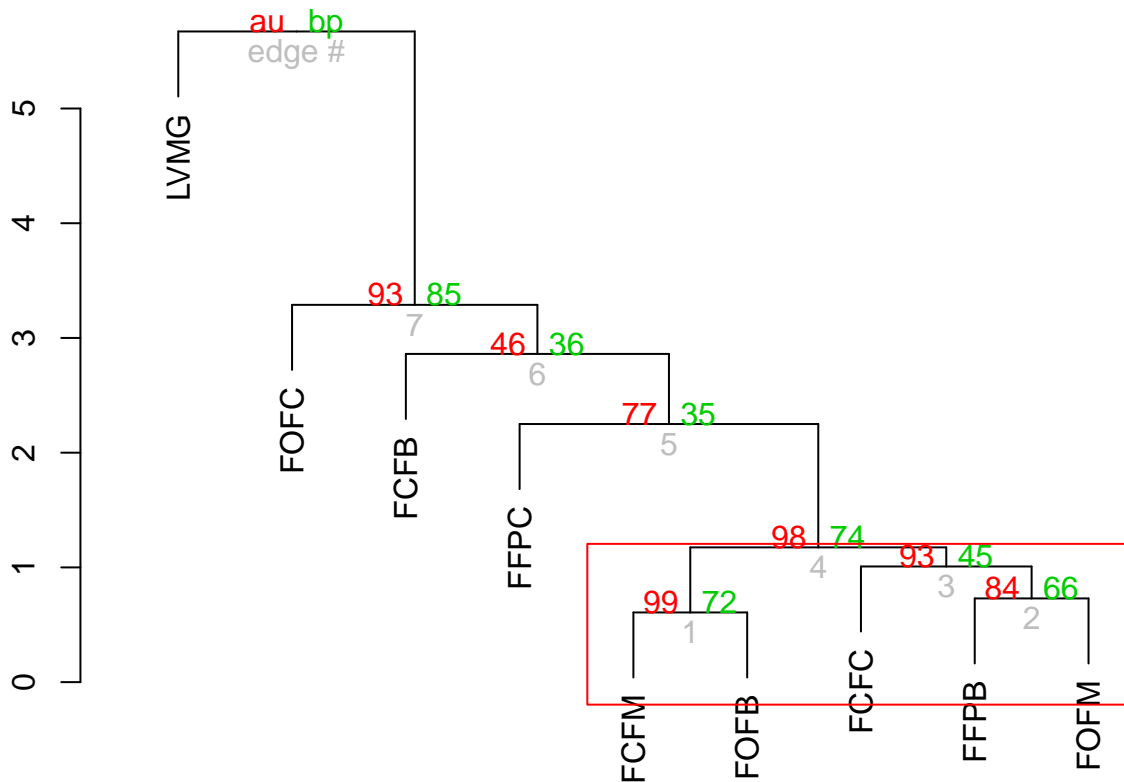 au bp
edge #
5
LVMG
4
93 85
3
7
46 36
6
FOFC
77 35
FCFB
5
2
FFPC
98 74
93 45
1
4
3
84 66
99 72
2
1
FCFC
0
FCFM
FOFB
FFPB
FOFM